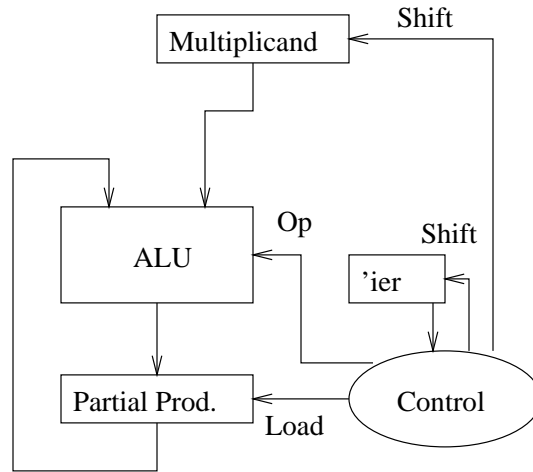 Shift
Multiplicand
Op
Shift
ALU
'ier
Partial Prod.
Control
Load